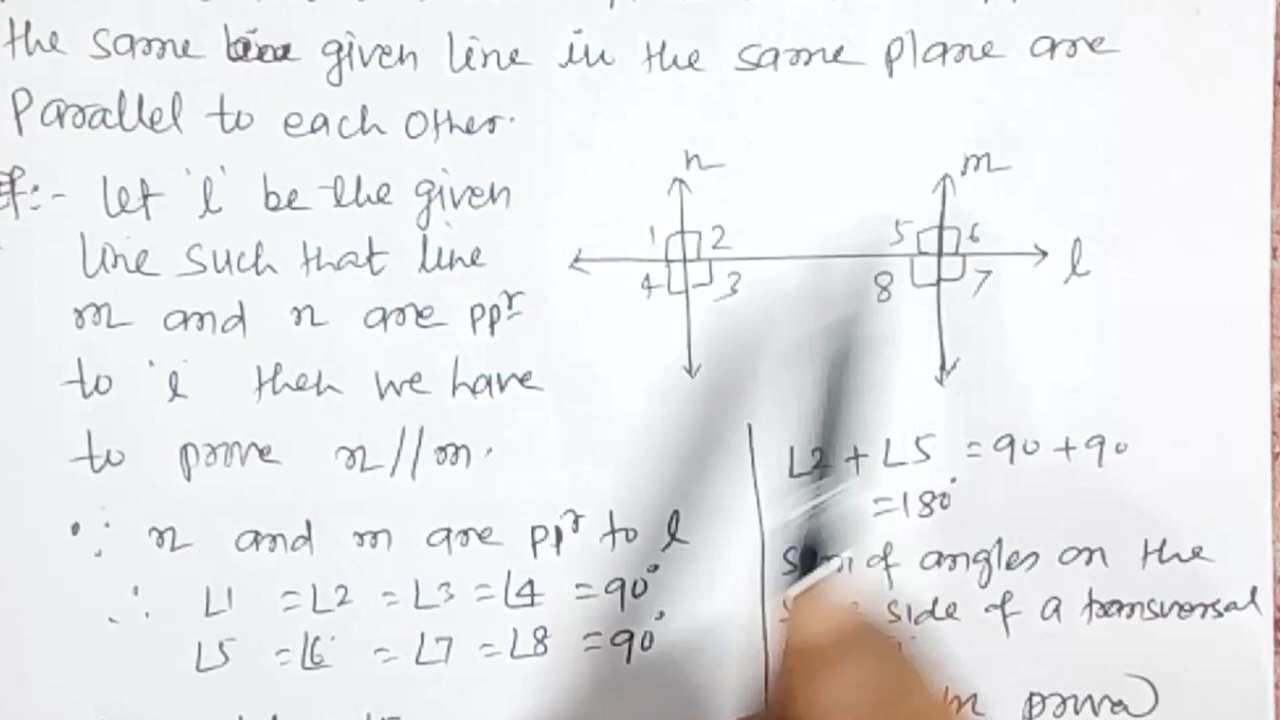 the same line given line in the same plane are
Parallel to each other.
:- let 'l' be the given
line such that line
m and n are ppr
to 'l' then we have
to prove n//m.
∵ n and m are ppr to l
∴ ∠1 = ∠2 = ∠3 = ∠4 = 90°
∠5 = ∠6 = ∠7 = ∠8 = 90°
n
m
1 2
4 3
5 6
8 7
l
∠2 + ∠5 = 90 + 90
= 180°
of angles on the
side of a transversal
m prove